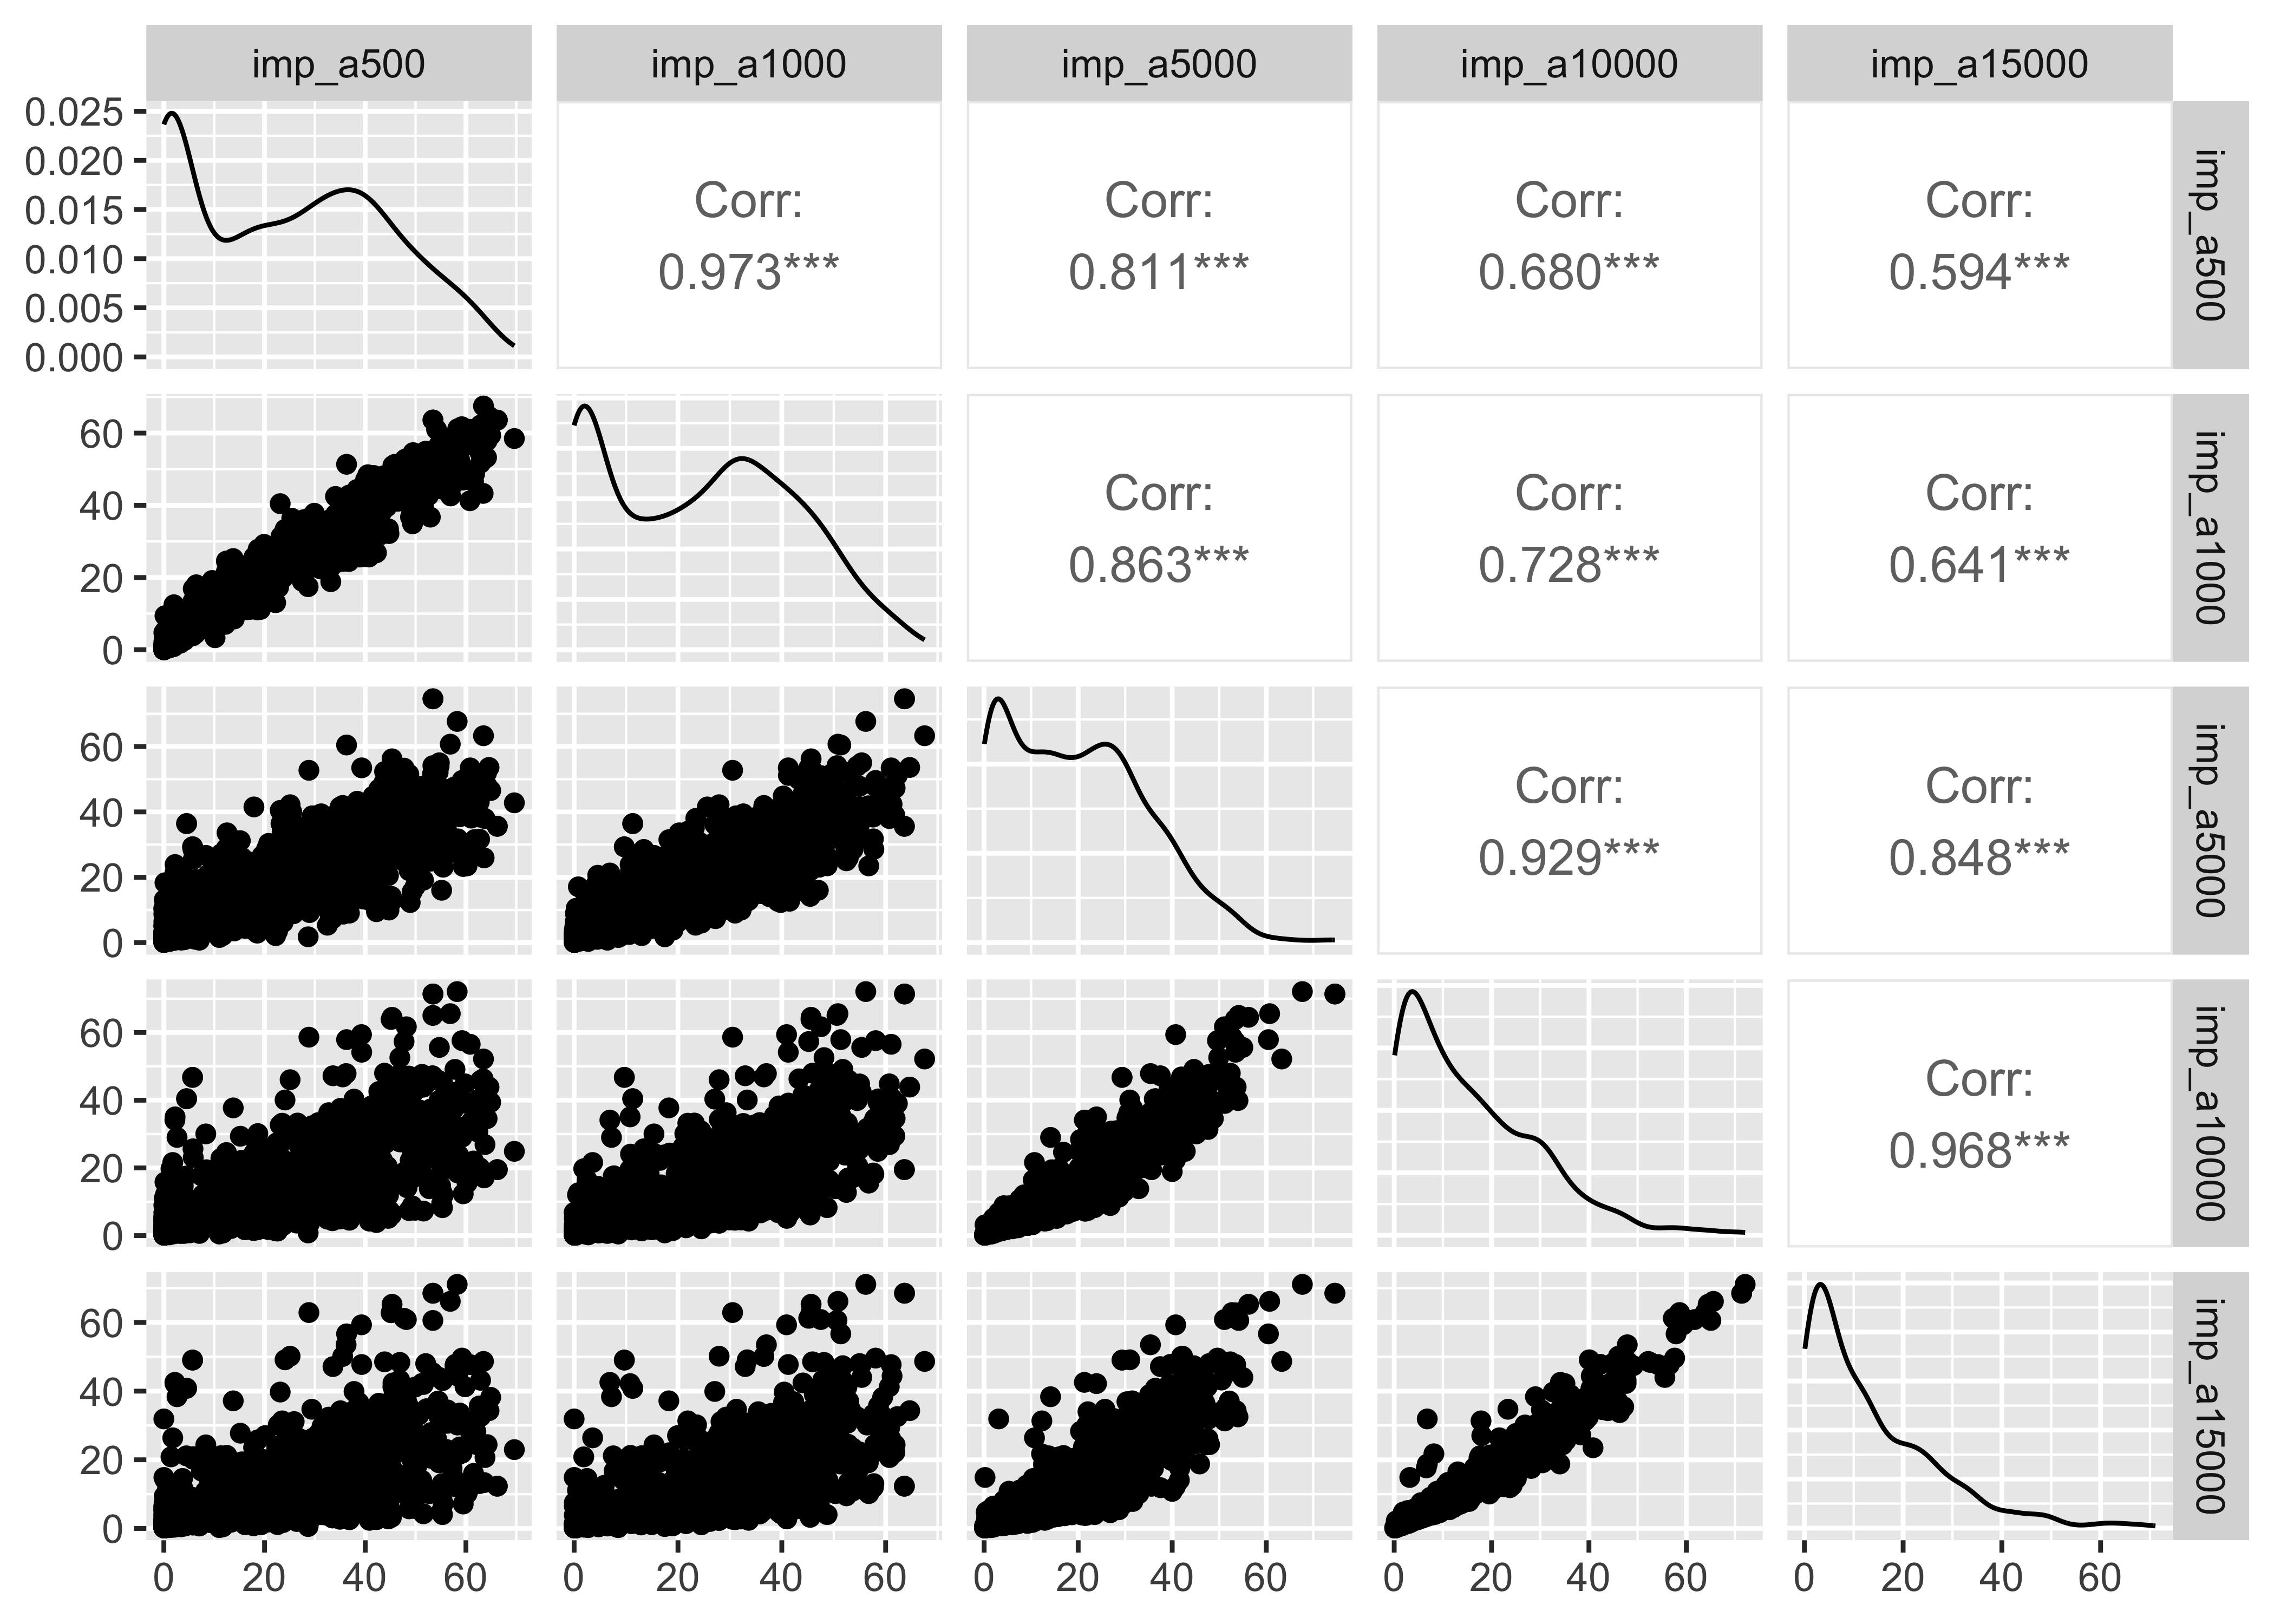 imp_a500 imp_a1000 imp_a5000 imp_a10000 imp_a15000
0.025
0.020
0.015
0.010
0.005
0.000
Corr:
0.973***
Corr:
0.811***
Corr:
0.680***
Corr:
0.594***
imp_a500
60
40
20
0
Corr:
0.863***
Corr:
0.728***
Corr:
0.641***
imp_a1000
60
40
20
0
Corr:
0.929***
Corr:
0.848***
imp_a5000
60
40
20
0
Corr:
0.968***
imp_a10000
60
40
20
0
imp_a15000
0 20 40 60 0 20 40 60 0 20 40 60 0 20 40 60 0 20 40 60